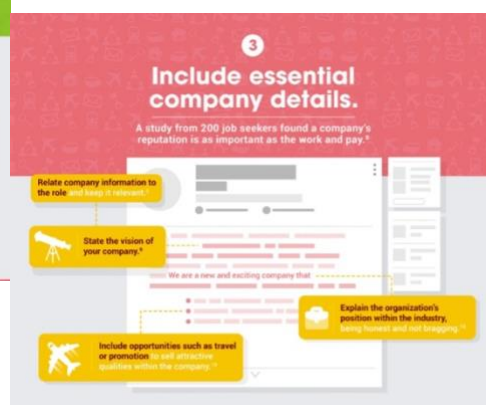 3
Include essential
company details.
A study from 200 job seekers found a company's
reputation is as important as the work and pay.⁸
Relate company information to
the role and keep it relevant.
State the vision of
your company.⁹
We are a new and exciting company that
Explain the organization's
position within the industry,
being honest and not bragging.
Include opportunities such as travel
or promotion to sell attractive
qualities within the company.